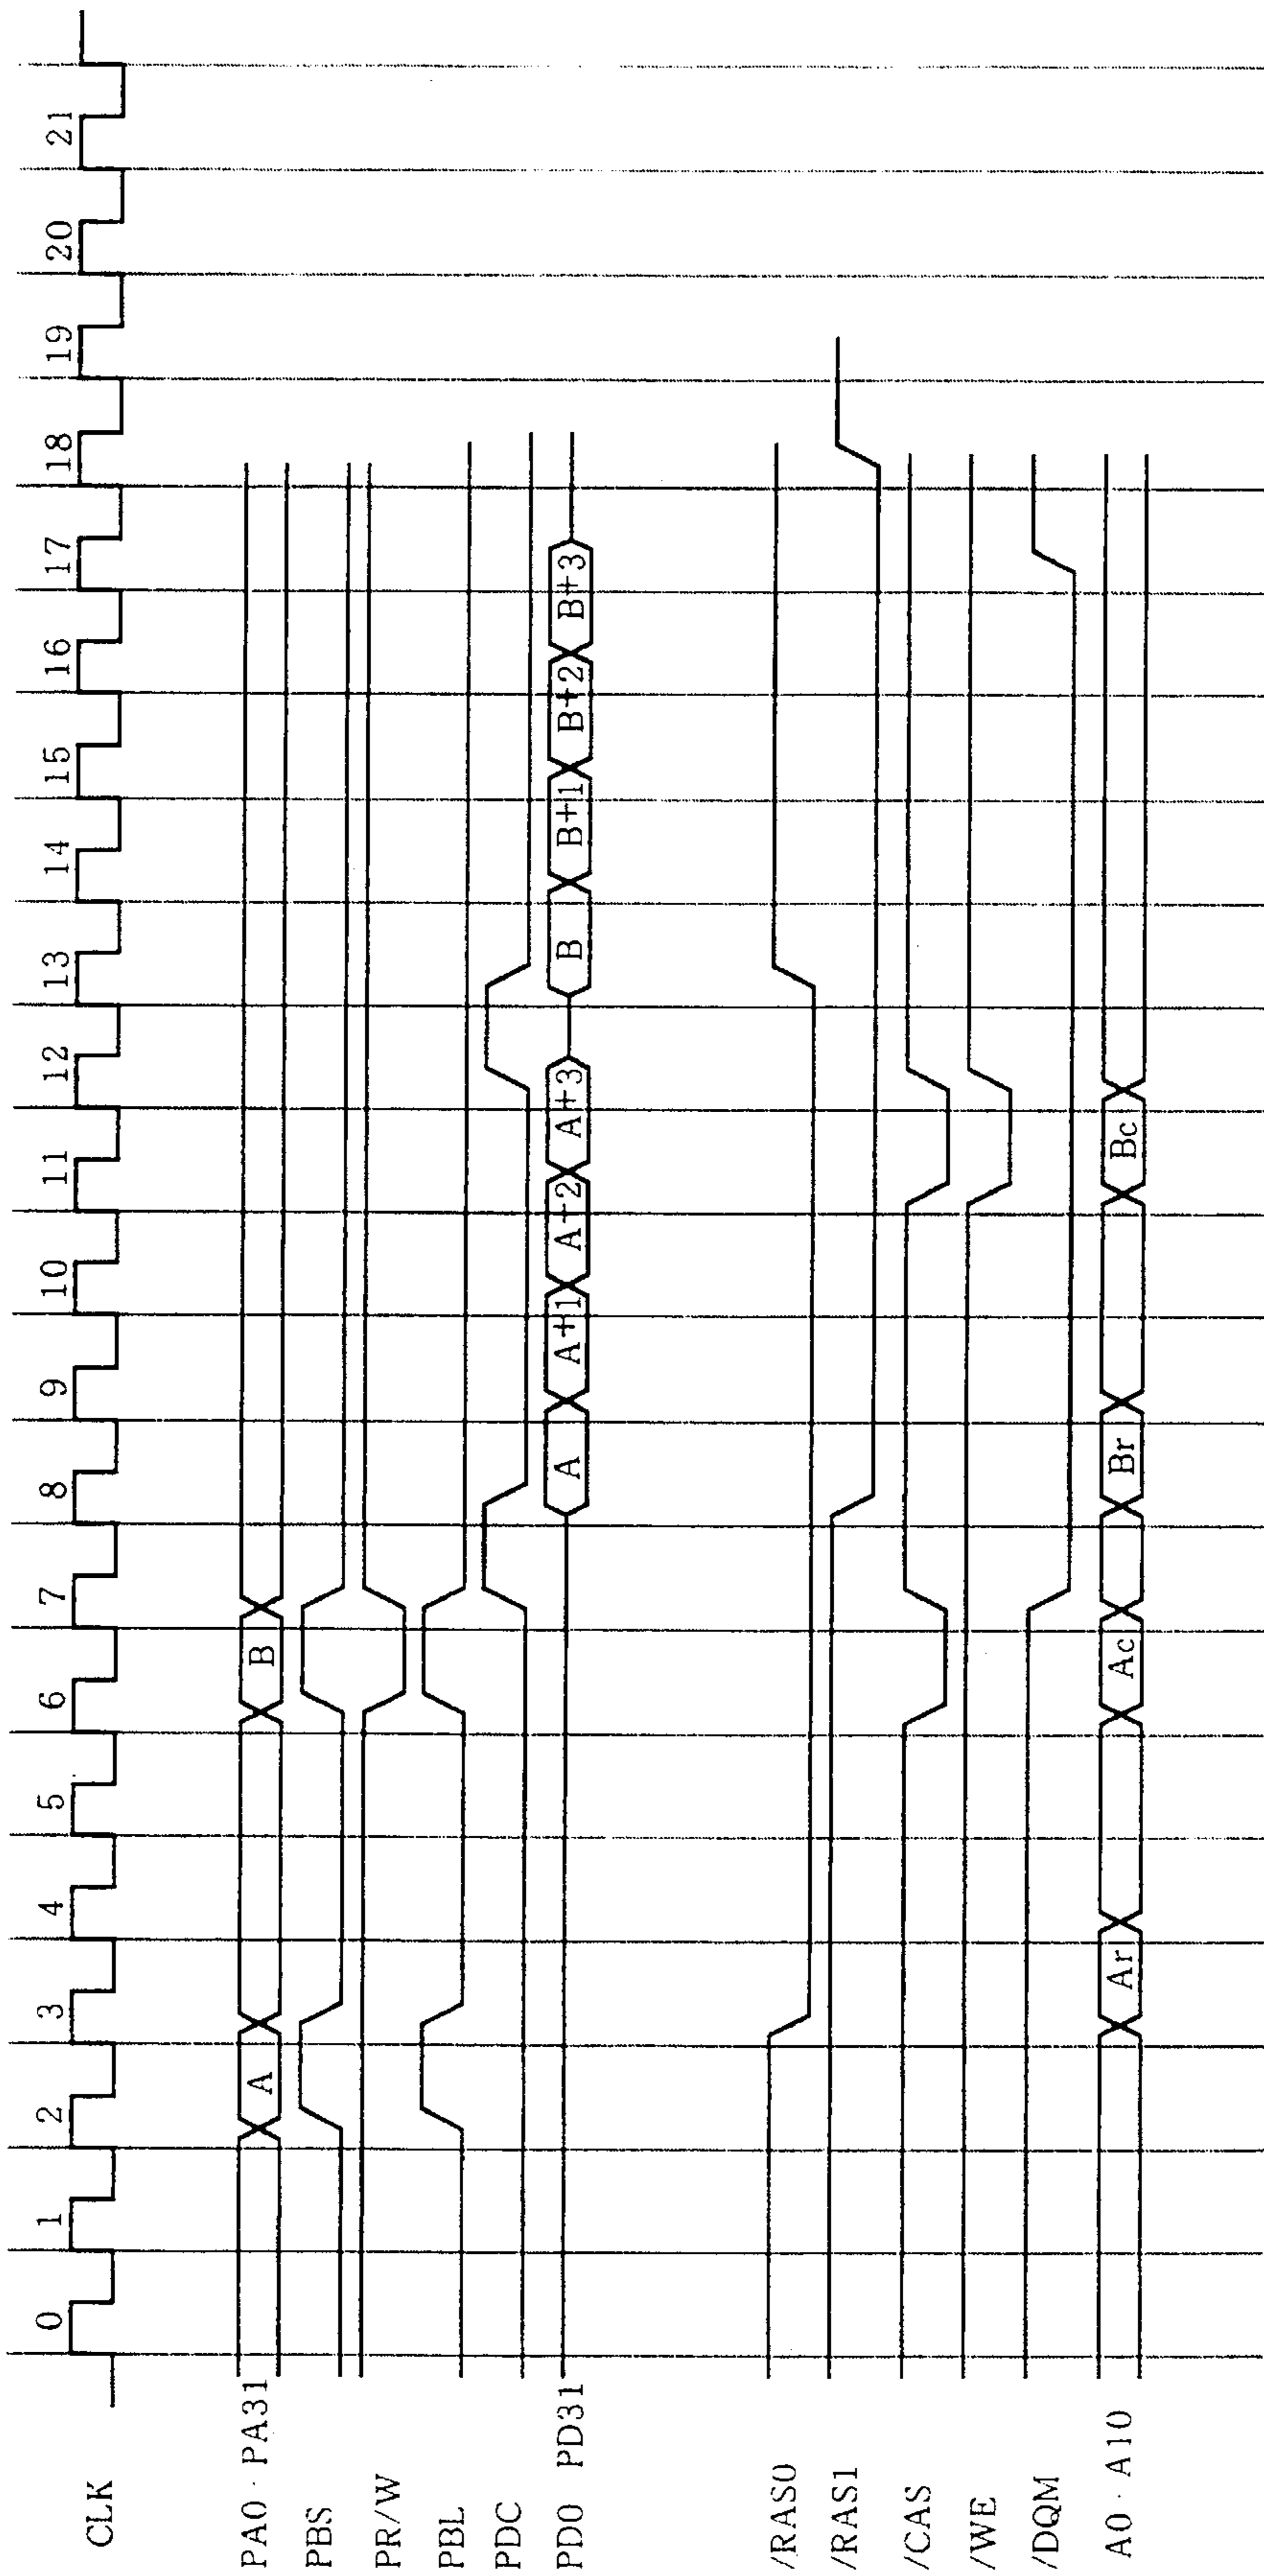 0 1 2 3 4 5 6 7 8 9 10 11 12 13 14 15 16 17 18 19 20 21
CLK
PA0 · PA31 A B
PBS
PR/W
PBL
PDC
PD0 PD31 A A+1 A+2 A+3 B B+1 B+2 B+3
/RAS0
/RAS1
/CAS
/WE
/DQM
A0 · A10 Ar Ac Br Bc